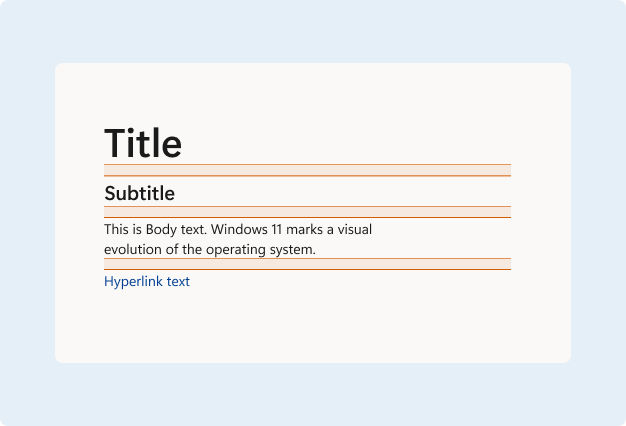 Title
Subtitle
This is Body text. Windows 11 marks a visual
evolution of the operating system.
Hyperlink text